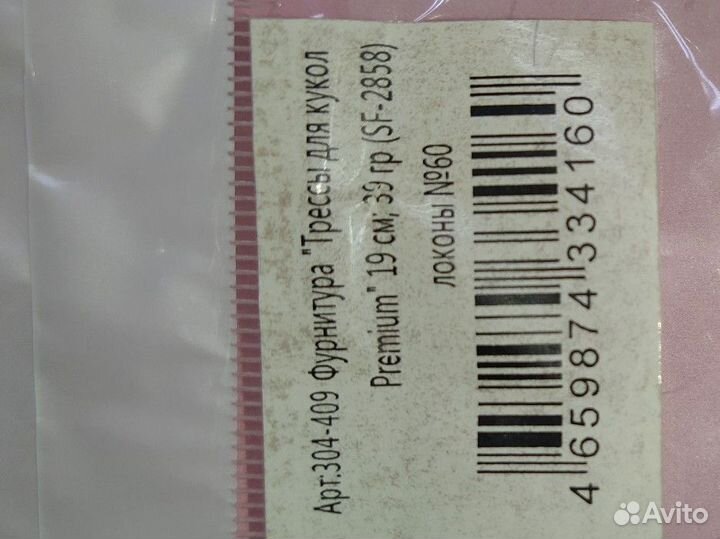 Арт.304-409 Фурнитура "Трессы для кукол
Premium" 19 см; 39 гр (SF-2858)
локоны №60
4 659874 334160
Avito